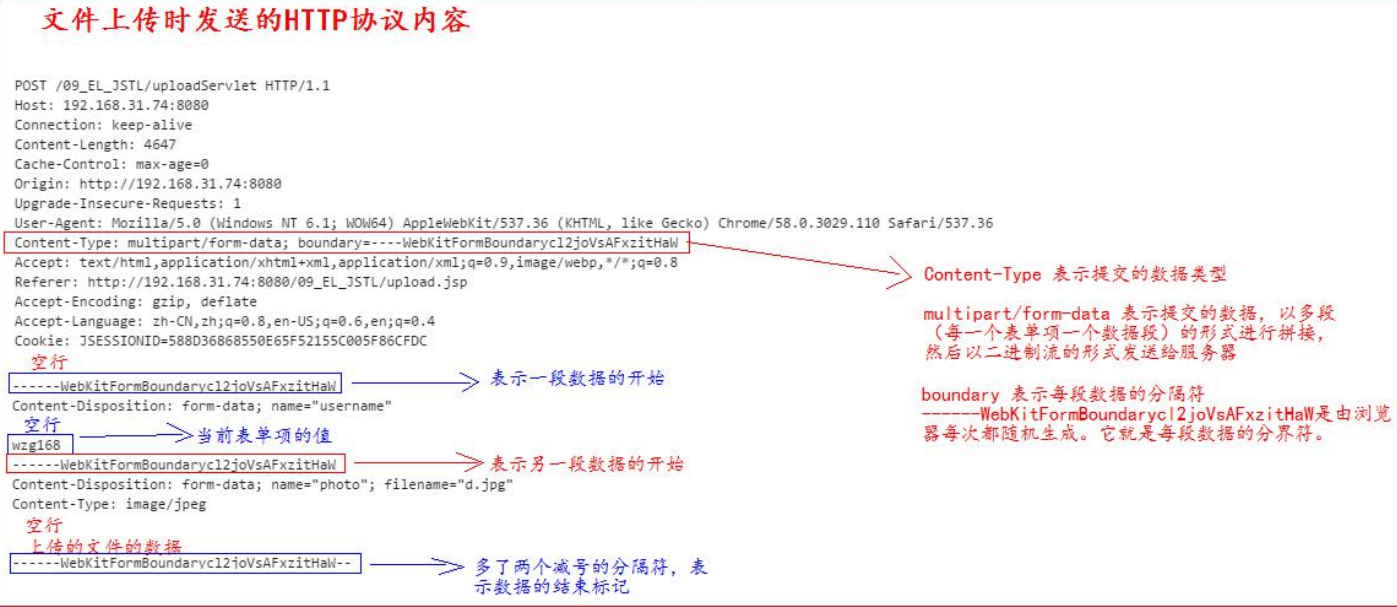 文件上传时发送的HTTP协议内容
POST /09_EL_JSTL/uploadServlet HTTP/1.1
Host: 192.168.31.74:8080
Connection: keep-alive
Content-Length: 4647
Cache-Control: max-age=0
Origin: http://192.168.31.74:8080
Upgrade-Insecure-Requests: 1
User-Agent: Mozilla/5.0 (Windows NT 6.1; WOW64) AppleWebKit/537.36 (KHTML, like Gecko) Chrome/58.0.3029.110 Safari/537.36
Content-Type: multipart/form-data; boundary=----WebKitFormBoundarycl2joVsAFxzitHaW
Accept: text/html,application/xhtml+xml,application/xml;q=0.9,image/webp,*/*;q=0.8
Referer: http://192.168.31.74:8080/09_EL_JSTL/upload.jsp
Accept-Encoding: gzip, deflate
Accept-Language: zh-CN,zh;q=0.8,en-US;q=0.6,en;q=0.4
Cookie: JSESSIONID=588D36868550E65F52155C005F86CFDC
空行
------WebKitFormBoundarycl2joVsAFxzitHaW
表示一段数据的开始
Content-Disposition: form-data; name="username"
空行
wzg168
当前表单项的值
------WebKitFormBoundarycl2joVsAFxzitHaW
表示另一段数据的开始
Content-Disposition: form-data; name="photo"; filename="d.jpg"
Content-Type: image/jpeg
空行
上传的文件的数据
------WebKitFormBoundarycl2joVsAFxzitHaW--
多了两个减号的分隔符，表
示数据的结束标记
Content-Type 表示提交的数据类型
multipart/form-data 表示提交的数据，以多段
（每一个表单项一个数据段）的形式进行拼接，
然后以二进制流的形式发送给服务器
boundary 表示每段数据的分隔符
------WebKitFormBoundarycl2joVsAFxzitHaW是由浏览
器每次都随机生成。它就是每段数据的分界符。